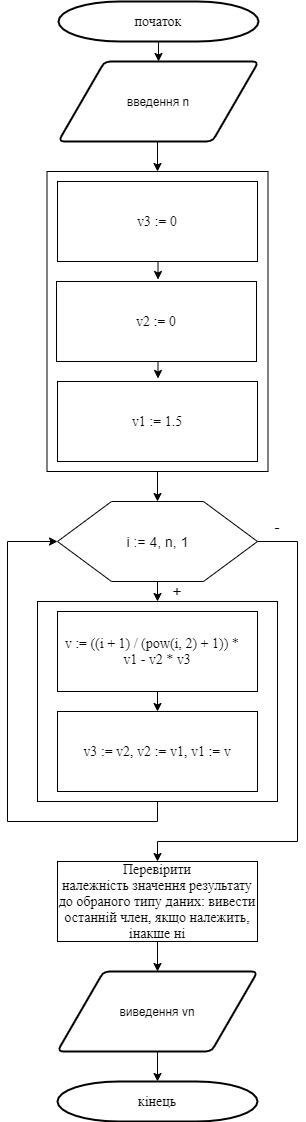 початок
введення n
v3 := 0
v2 := 0
v1 := 1.5
i := 4, n, 1
-
+
v := ((i + 1) / (pow(i, 2) + 1)) *
v1 - v2 * v3
v3 := v2, v2 := v1, v1 := v
Перевірити
належність значення результату
до обраного типу даних: вивести
останній член, якщо належить,
інакше ні
виведення vn
кінець